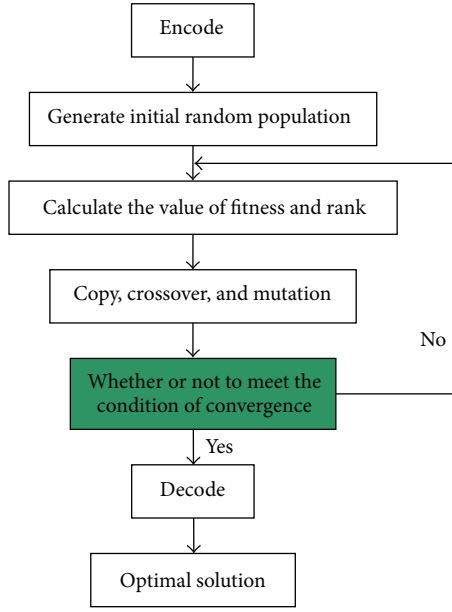 Encode
Generate initial random population
Calculate the value of fitness and rank
Copy, crossover, and mutation
No
Whether or not to meet the
condition of convergence
Yes
Decode
Optimal solution